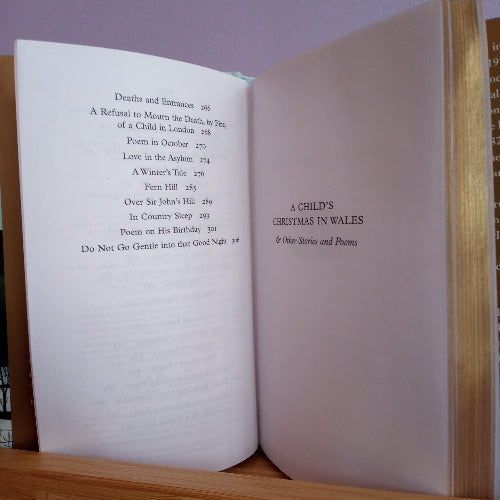 Deaths and Entrances 266
A Refusal to Mourn the Death, by Fire,
of a Child in London 268
Poem in October 270
Love in the Asylum 274
A Winter's Tale 276
Fern Hill 285
Over Sir John's Hill 289
In Country Sleep 293
Poem on His Birthday 301
Do Not Go Gentle into that Good Night 306
A CHILD'S
CHRISTMAS IN WALES
& Other Stories and Poems